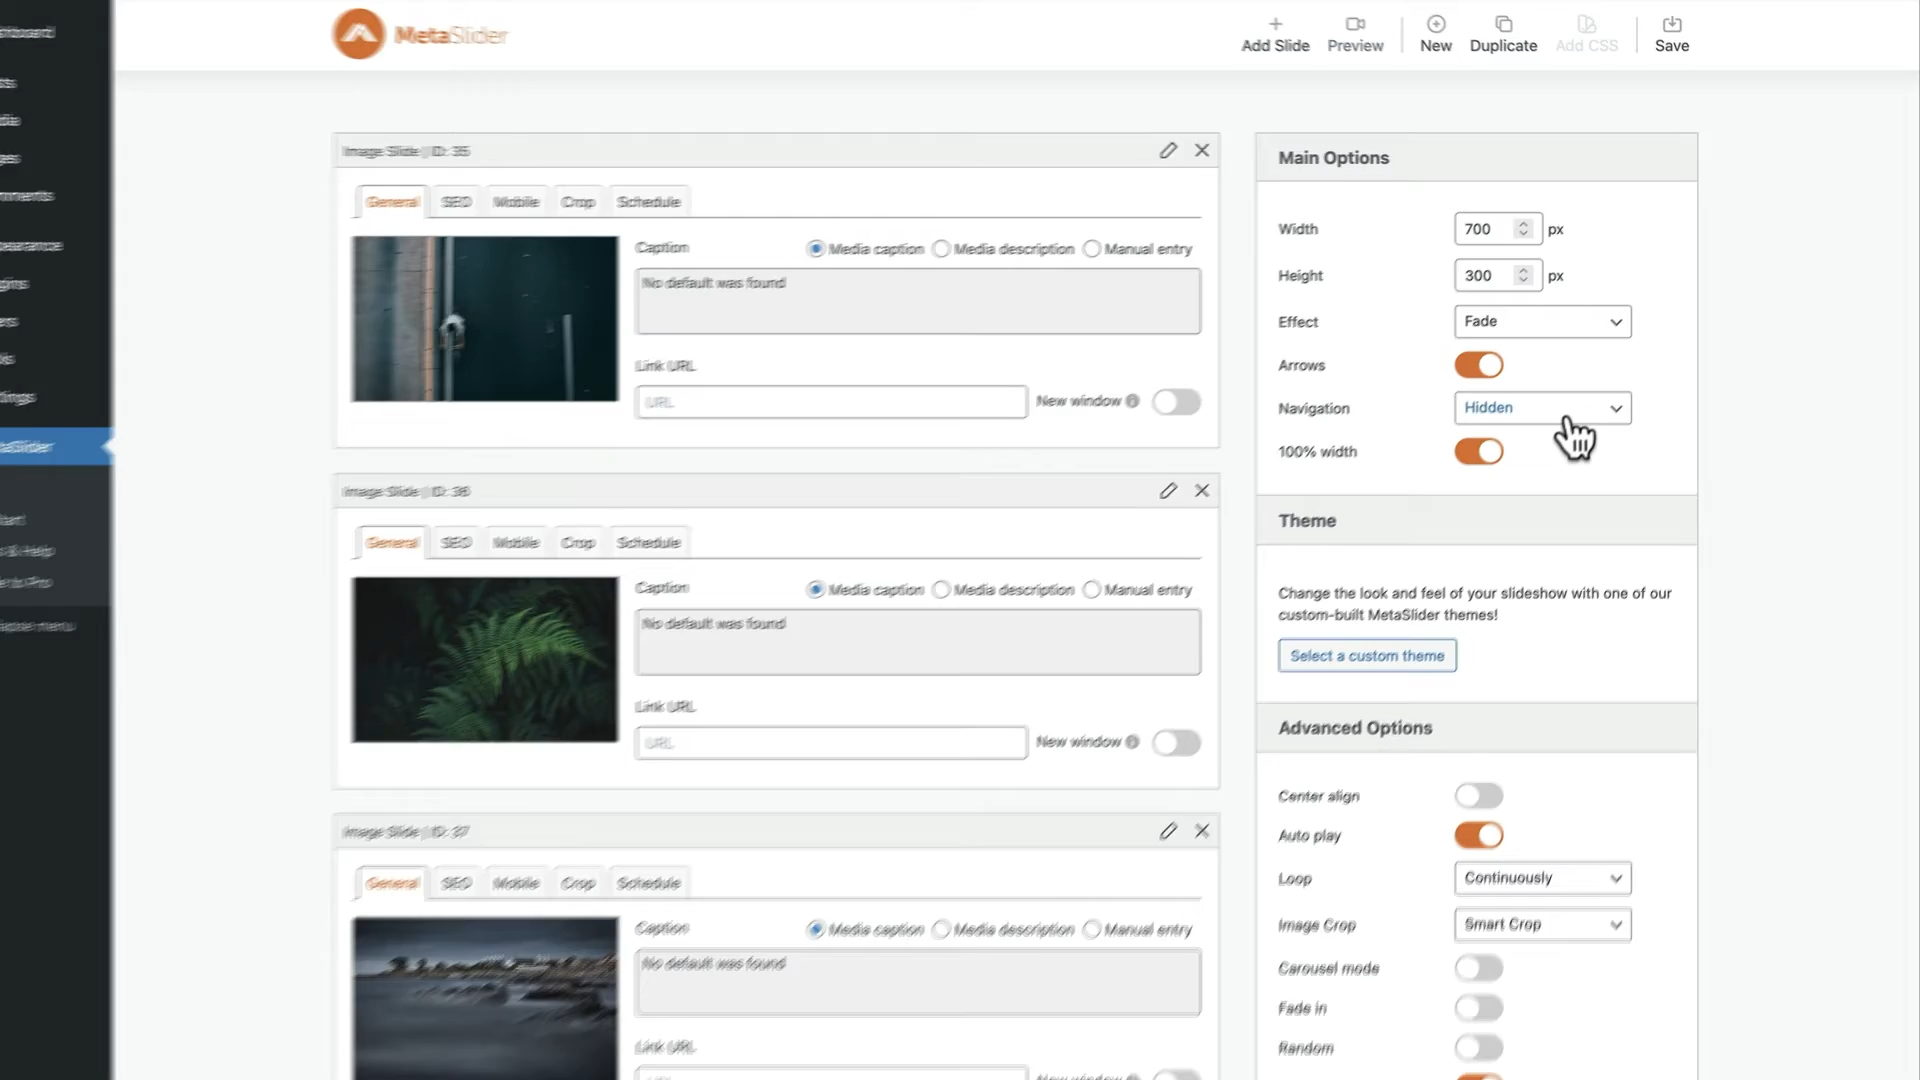 MetaSlider
Add Slide
Preview
New
Duplicate
Add CSS
Save
Image Slide | ID: 35
General
SEO
Mobile
Crop
Schedule
Caption
Media caption
Media description
Manual entry
No default was found
Link URL
URL
New window
Image Slide | ID: 36
General
SEO
Mobile
Crop
Schedule
Caption
Media caption
Media description
Manual entry
No default was found
Link URL
URL
New window
Image Slide | ID: 37
General
SEO
Mobile
Crop
Schedule
Caption
Media caption
Media description
Manual entry
No default was found
Link URL
Main Options
Width 700 px
Height 300 px
Effect Fade
Arrows
Navigation Hidden
100% width
Theme
Change the look and feel of your slideshow with one of our
custom-built MetaSlider themes!
Select a custom theme
Advanced Options
Center align
Auto play
Loop Continuously
Image Crop Smart Crop
Carousel mode
Fade in
Random